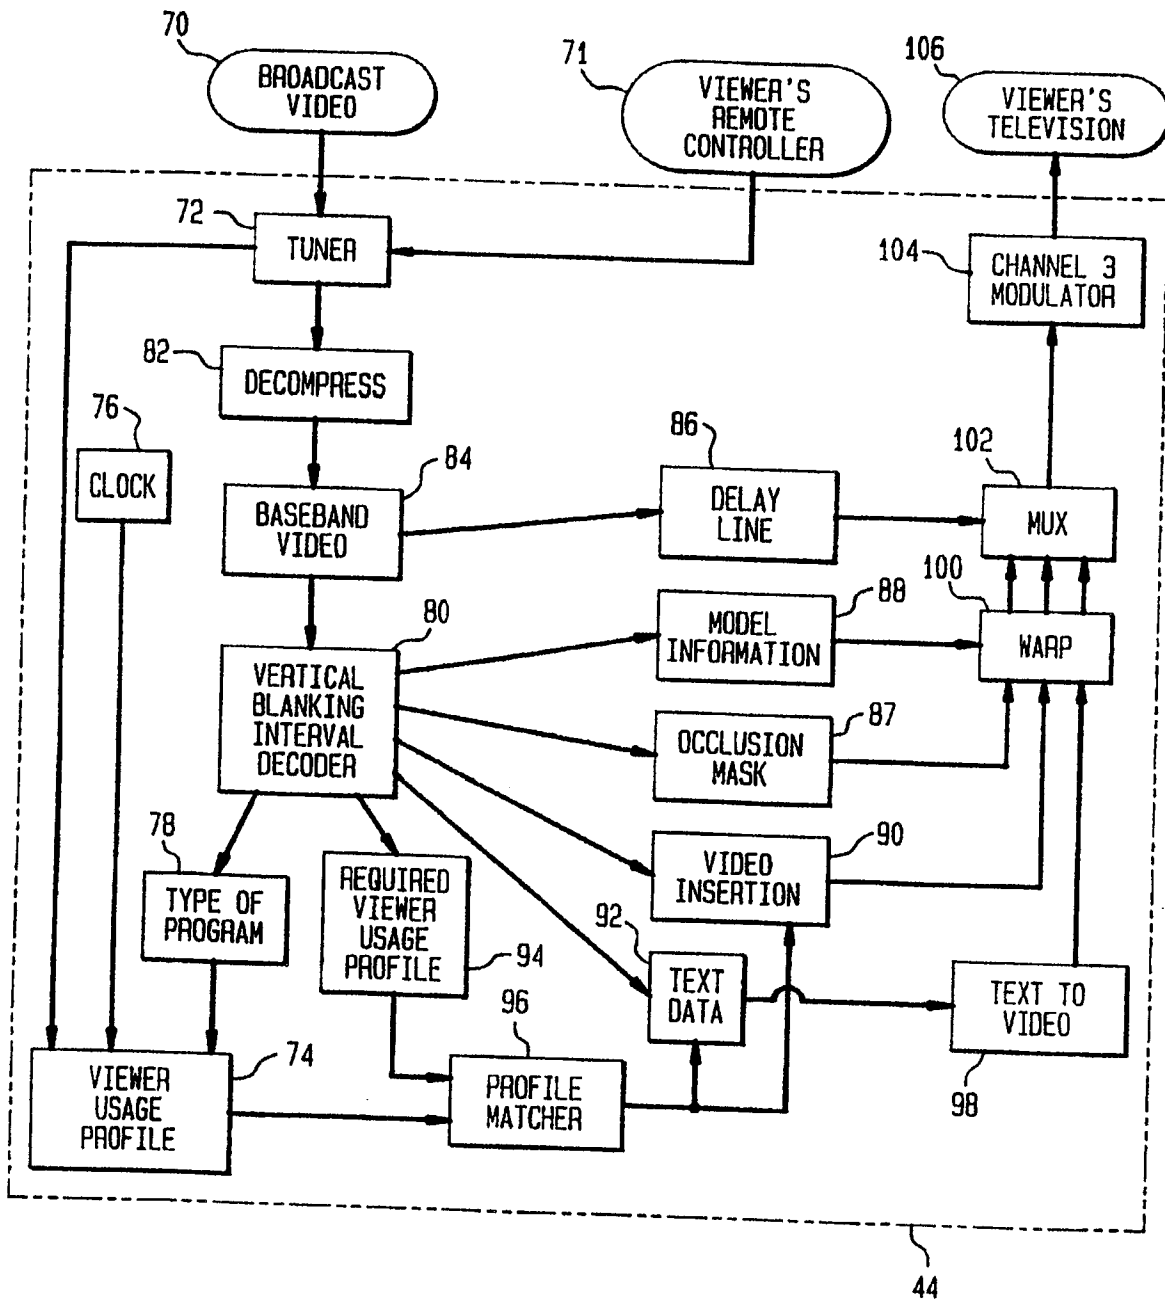 70
BROADCAST
VIDEO
71
VIEWER'S
REMOTE
CONTROLLER
106
VIEWER'S
TELEVISION
72
TUNER
104
CHANNEL 3
MODULATOR
82
DECOMPRESS
76
CLOCK
84
BASEBAND
VIDEO
86
DELAY
LINE
102
MUX
80
VERTICAL
BLANKING
INTERVAL
DECODER
88
MODEL
INFORMATION
100
WARP
87
OCCLUSION
MASK
78
TYPE OF
PROGRAM
REQUIRED
VIEWER
USAGE
PROFILE
94
90
VIDEO
INSERTION
92
TEXT
DATA
TEXT TO
VIDEO
98
74
VIEWER
USAGE
PROFILE
96
PROFILE
MATCHER
44